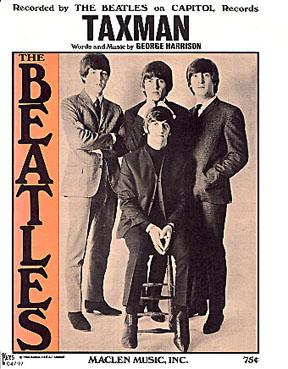 Recorded by THE BEATLES on CAPITOL Records
TAXMAN
Words and Music by GEORGE HARRISON
THE
BEATLES
MACLEN MUSIC, INC.
75¢